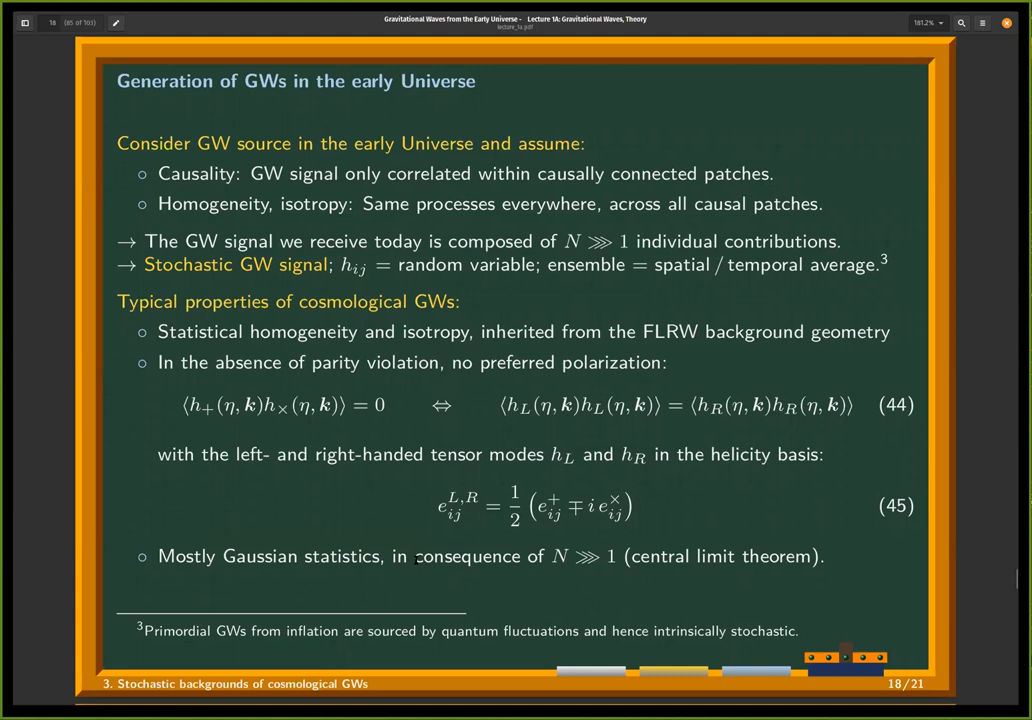 18 (85 of 103)
Gravitational Waves from the Early Universe - Lecture 1A: Gravitational Waves, Theory
lecture_1a.pdf
181.2%
Generation of GWs in the early Universe
Consider GW source in the early Universe and assume:
○ Causality: GW signal only correlated within causally connected patches.
○ Homogeneity, isotropy: Same processes everywhere, across all causal patches.
→ The GW signal we receive today is composed of N ⋙ 1 individual contributions.
→ Stochastic GW signal; h_{ij} = random variable; ensemble = spatial / temporal average.³
Typical properties of cosmological GWs:
○ Statistical homogeneity and isotropy, inherited from the FLRW background geometry
○ In the absence of parity violation, no preferred polarization:
⟨h₊(η, k)h_×(η, k)⟩ = 0 ⇔ ⟨h_L(η, k)h_L(η, k)⟩ = ⟨h_R(η, k)h_R(η, k)⟩ (44)
with the left- and right-handed tensor modes h_L and h_R in the helicity basis:
e_{ij}^{L,R} = 1/2 (e_{ij}^+ ∓ i e_{ij}^×) (45)
○ Mostly Gaussian statistics, in consequence of N ⋙ 1 (central limit theorem).
³Primordial GWs from inflation are sourced by quantum fluctuations and hence intrinsically stochastic.
3. Stochastic backgrounds of cosmological GWs 18/21